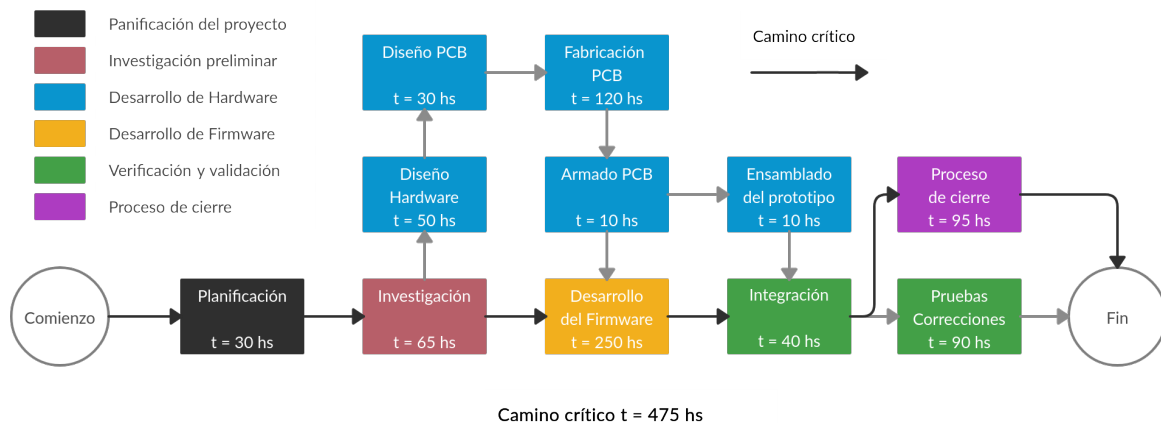 Panificación del proyecto
Investigación preliminar
Desarrollo de Hardware
Desarrollo de Firmware
Verificación y validación
Proceso de cierre
Camino crítico
Diseño PCB
t = 30 hs
Fabricación
PCB
t = 120 hs
Diseño
Hardware
t = 50 hs
Armado PCB
t = 10 hs
Ensamblado
del prototipo
t = 10 hs
Proceso
de cierre
t = 95 hs
Comienzo
Planificación
t = 30 hs
Investigación
t = 65 hs
Desarrollo
del Firmware
t = 250 hs
Integración
t = 40 hs
Pruebas
Correcciones
t = 90 hs
Fin
Camino crítico t = 475 hs